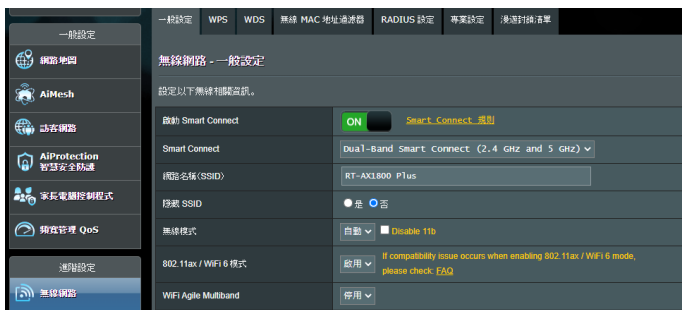 一般設定
網路地圖
AiMesh
訪客網路
AiProtection
智慧安全防護
家長電腦控制程式
頻寬管理 QoS
進階設定
無線網路
一般設定 WPS WDS 無線 MAC 地址過濾器 RADIUS 設定 專業設定 漫遊封鎖清單
無線網路 - 一般設定
設定以下無線相關資訊。
啟動 Smart Connect ON Smart Connect 規則
Smart Connect Dual-Band Smart Connect (2.4 GHz and 5 GHz)
網路名稱(SSID) RT-AX1800 Plus
隱藏 SSID 是 否
無線模式 自動 Disable 11b
802.11ax / WiFi 6 模式 啟用 If compatibility issue occurs when enabling 802.11ax / WiFi 6 mode,
please check: FAQ
WiFi Agile Multiband 停用